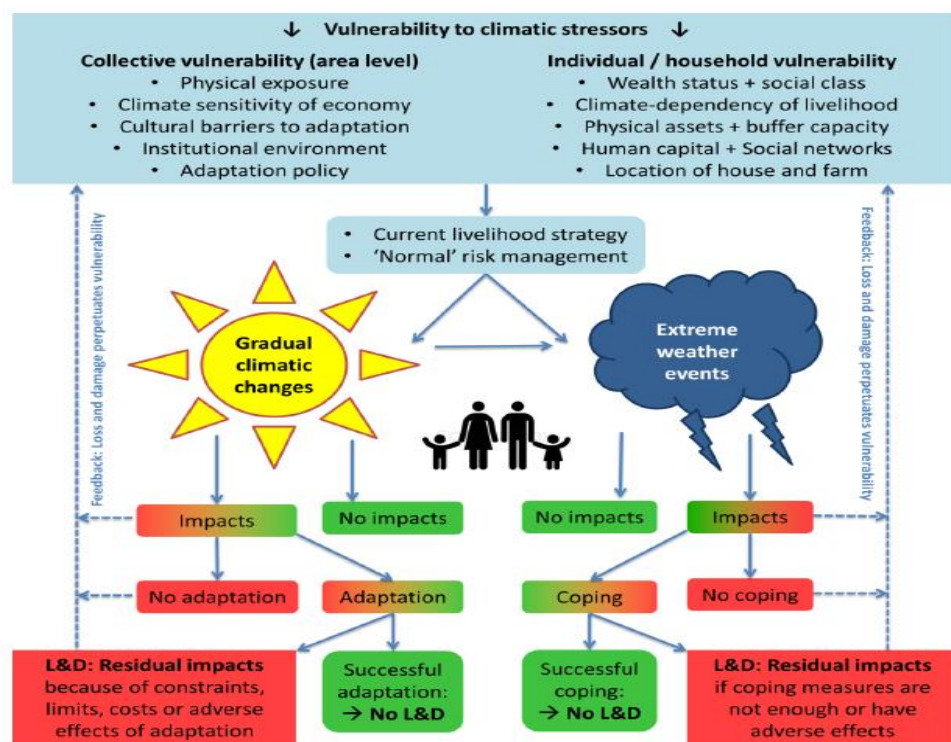 ↓ Vulnerability to climatic stressors ↓
Collective vulnerability (area level)
• Physical exposure
• Climate sensitivity of economy
• Cultural barriers to adaptation
• Institutional environment
• Adaptation policy
Individual / household vulnerability
• Wealth status + social class
• Climate-dependency of livelihood
• Physical assets + buffer capacity
• Human capital + Social networks
• Location of house and farm
Feedback: Loss and damage perpetuates vulnerability
• Current livelihood strategy
• 'Normal' risk management
Feedback: Loss and damage perpetuates vulnerability
Gradual
climatic
changes
Extreme
weather
events
Impacts
No impacts
No impacts
Impacts
No adaptation
Adaptation
Coping
No coping
L&D: Residual impacts
because of constraints,
limits, costs or adverse
effects of adaptation
Successful
adaptation:
→ No L&D
Successful
coping:
→ No L&D
L&D: Residual impacts
if coping measures are
not enough or have
adverse effects